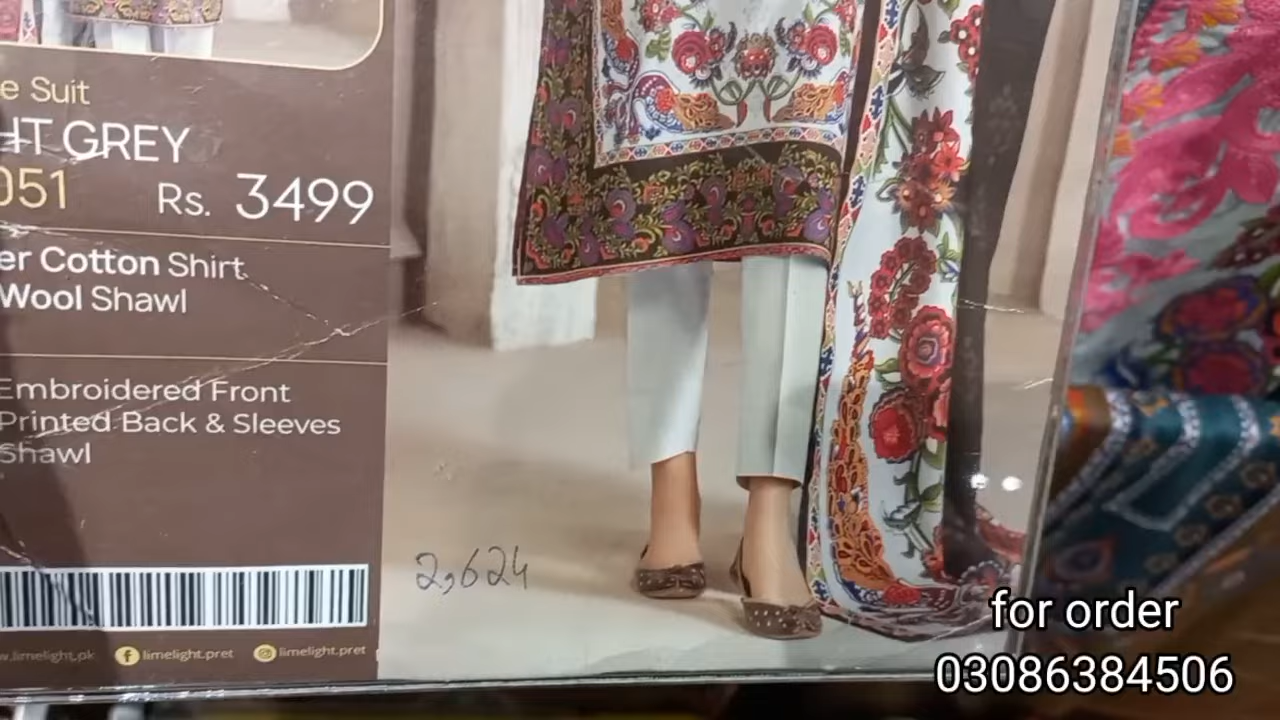 e Suit
HT GREY
051 Rs. 3499
er Cotton Shirt
Wool Shawl
Embroidered Front
Printed Back & Sleeves
Shawl
w.limelight.pk limelight.pret limelight.pret
2,624
for order
03086384506